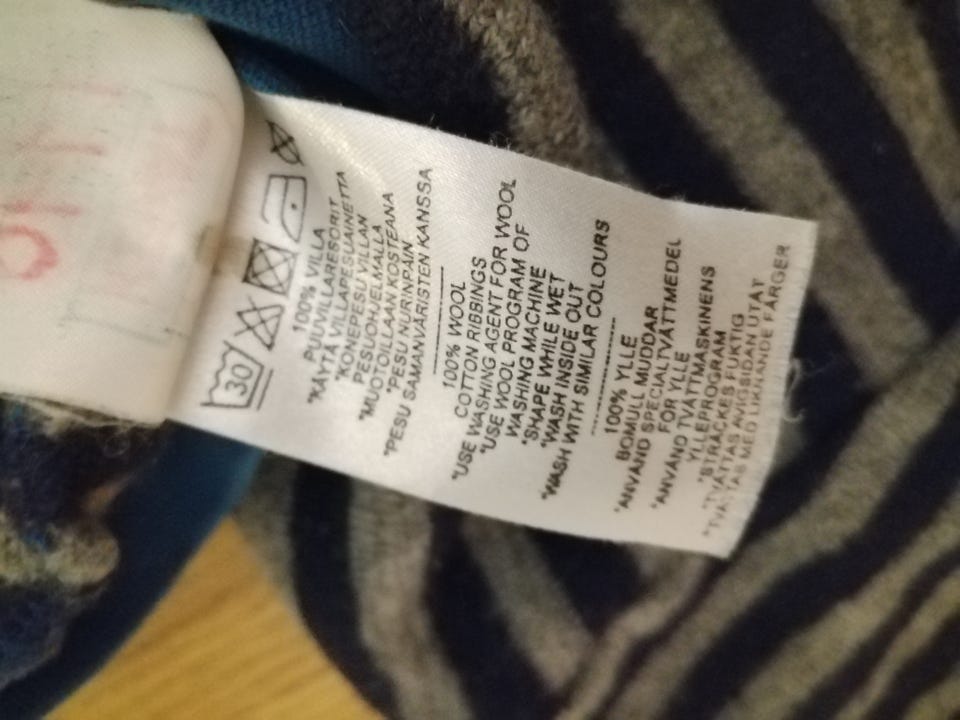 30
100% VILLA
PUUVILLARESORIT
*KÄYTÄ VILLAPESUAINETTA
*KONEPESU VILLAN
PESUOHJELMALLA
*MUOTOILLAAN KOSTEANA
*PESU NURINPÄIN
*PESU SAMANVÄRISTEN KANSSA
100% WOOL
COTTON RIBBINGS
*USE WASHING AGENT FOR WOOL
*USE WOOL PROGRAM OF
WASHING MACHINE
*SHAPE WHILE WET
*WASH INSIDE OUT
*WASH WITH SIMILAR COLOURS
100% YLLE
BOMULL MUDDAR
*ANVÄND SPECIALTVÄTTMEDEL
FÖR YLLE
*ANVÄND TVÄTTMASKINENS
YLLEPROGRAM
*STRÄCKES FUKTIG
*TVÄTTAS AVIGSIDAN UTÅT
*TVÄTTAS MED LIKNANDE FÄRGER